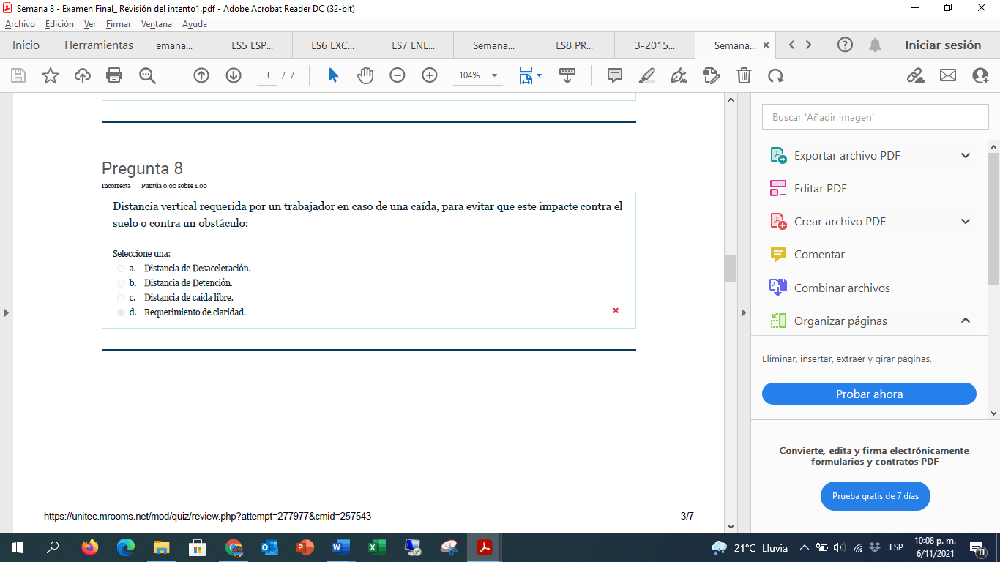 Semana 8 - Examen Final_ Revisión del intento1.pdf - Adobe Acrobat Reader DC (32-bit)
Archivo Edición Ver Firmar Ventana Ayuda
Inicio Herramientas emana... LS5 ESP... LS6 EXC... LS7 ENE... Semana... LS8 PR... 3-2015... Semana... Iniciar sesión
3 / 7 104%
Buscar 'Añadir imagen'
Exportar archivo PDF
Editar PDF
Crear archivo PDF
Comentar
Combinar archivos
Organizar páginas
Eliminar, insertar, extraer y girar páginas.
Probar ahora
Convierte, edita y firma electrónicamente
formularios y contratos PDF
Prueba gratis de 7 días
Pregunta 8
Incorrecta Puntúa 0.00 sobre 1.00
Distancia vertical requerida por un trabajador en caso de una caída, para evitar que este impacte contra el
suelo o contra un obstáculo:
Seleccione una:
a. Distancia de Desaceleración.
b. Distancia de Detención.
c. Distancia de caída libre.
d. Requerimiento de claridad.
https://unitec.mrooms.net/mod/quiz/review.php?attempt=277977&cmid=257543 3/7
21°C Lluvia ESP 10:08 p. m.
6/11/2021
11